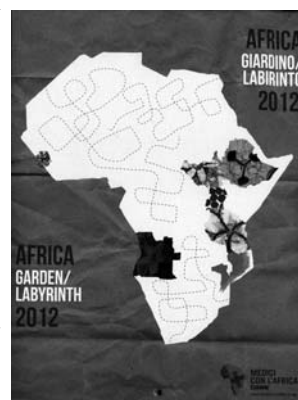 AFRICA
GIARDINO/
LABIRINTO
2012
AFRICA
GARDEN/
LABYRINTH
2012
MEDICI
CON L'AFRICA